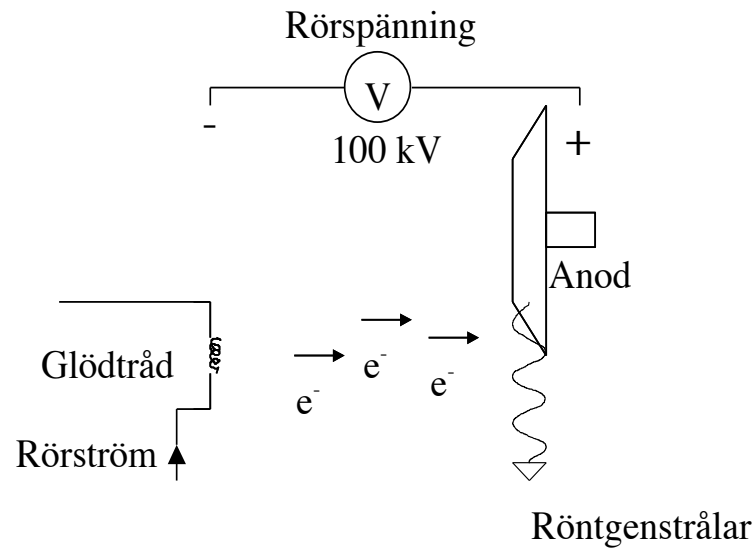 Rörspänning
V
-
+
100 kV
Anod
Glödtråd
e-
e-
e-
Rörström
Röntgenstrålar